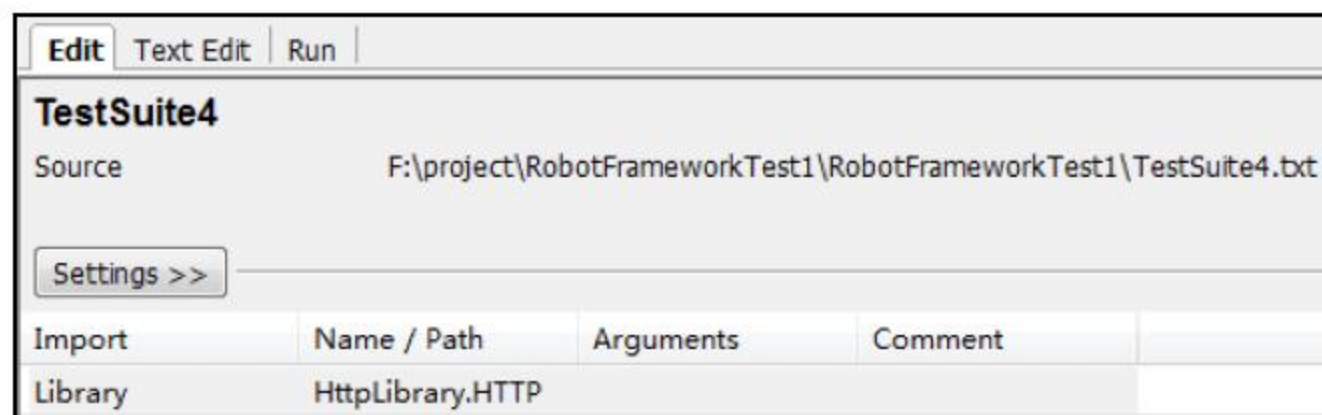 Edit Text Edit Run
TestSuite4
Source F:\project\RobotFrameworkTest1\RobotFrameworkTest1\TestSuite4.txt
Settings >>
Import Name / Path Arguments Comment
Library HttpLibrary.HTTP